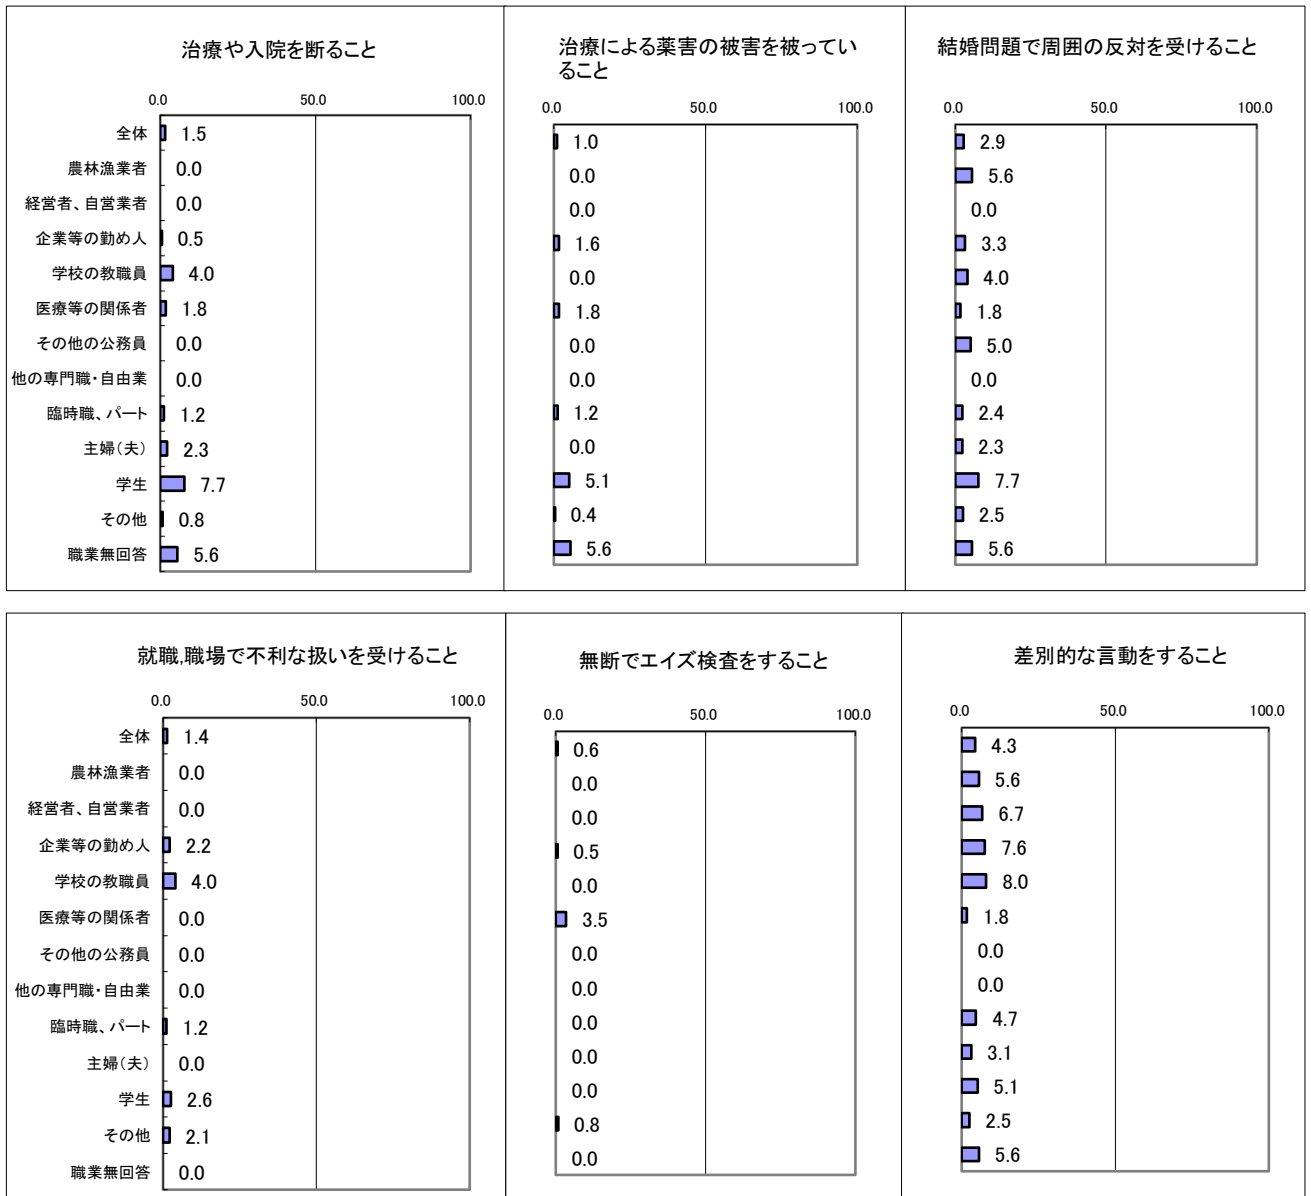 治療や入院を断ること
0.0 50.0 100.0
全体 1.5
農林漁業者 0.0
経営者、自営業者 0.0
企業等の勤め人 0.5
学校の教職員 4.0
医療等の関係者 1.8
その他の公務員 0.0
他の専門職・自由業 0.0
臨時職、パート 1.2
主婦(夫) 2.3
学生 7.7
その他 0.8
職業無回答 5.6
治療による薬害の被害を被ってい
ること
0.0 50.0 100.0
1.0
0.0
0.0
1.6
0.0
1.8
0.0
0.0
1.2
0.0
5.1
0.4
5.6
結婚問題で周囲の反対を受けること
0.0 50.0 100.0
2.9
5.6
0.0
3.3
4.0
1.8
5.0
0.0
2.4
2.3
7.7
2.5
5.6
就職,職場で不利な扱いを受けること
0.0 50.0 100.0
全体 1.4
農林漁業者 0.0
経営者、自営業者 0.0
企業等の勤め人 2.2
学校の教職員 4.0
医療等の関係者 0.0
その他の公務員 0.0
他の専門職・自由業 0.0
臨時職、パート 1.2
主婦(夫) 0.0
学生 2.6
その他 2.1
職業無回答 0.0
無断でエイズ検査をすること
0.0 50.0 100.0
0.6
0.0
0.0
0.5
0.0
3.5
0.0
0.0
0.0
0.0
0.0
0.8
0.0
差別的な言動をすること
0.0 50.0 100.0
4.3
5.6
6.7
7.6
8.0
1.8
0.0
0.0
4.7
3.1
5.1
2.5
5.6